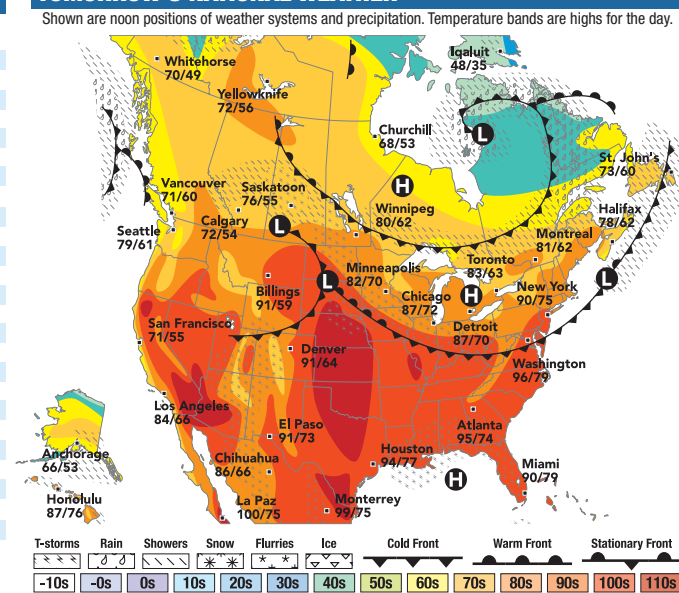 TOMORROW'S NATIONAL WEATHER
Shown are noon positions of weather systems and precipitation. Temperature bands are highs for the day.
Iqaluit
48/35
Whitehorse
70/49
Yellowknife
72/56
Churchill
68/53
L
St. John's
73/60
Vancouver
71/60
Saskatoon
76/55
H
Winnipeg
80/62
Halifax
78/62
Seattle
79/61
Calgary
72/54
L
Montreal
81/62
Toronto
83/63
Minneapolis
82/70
L
L
Billings
91/59
Chicago
87/72
H
New York
90/75
San Francisco
71/55
Detroit
87/70
Denver
91/64
Washington
96/79
Los Angeles
84/66
El Paso
91/73
Atlanta
95/74
Anchorage
66/53
Chihuahua
86/66
Houston
94/77
H
Miami
90/79
Honolulu
87/76
La Paz
100/75
Monterrey
99/75
T-storms Rain Showers Snow Flurries Ice Cold Front Warm Front Stationary Front
-10s -0s 0s 10s 20s 30s 40s 50s 60s 70s 80s 90s 100s 110s